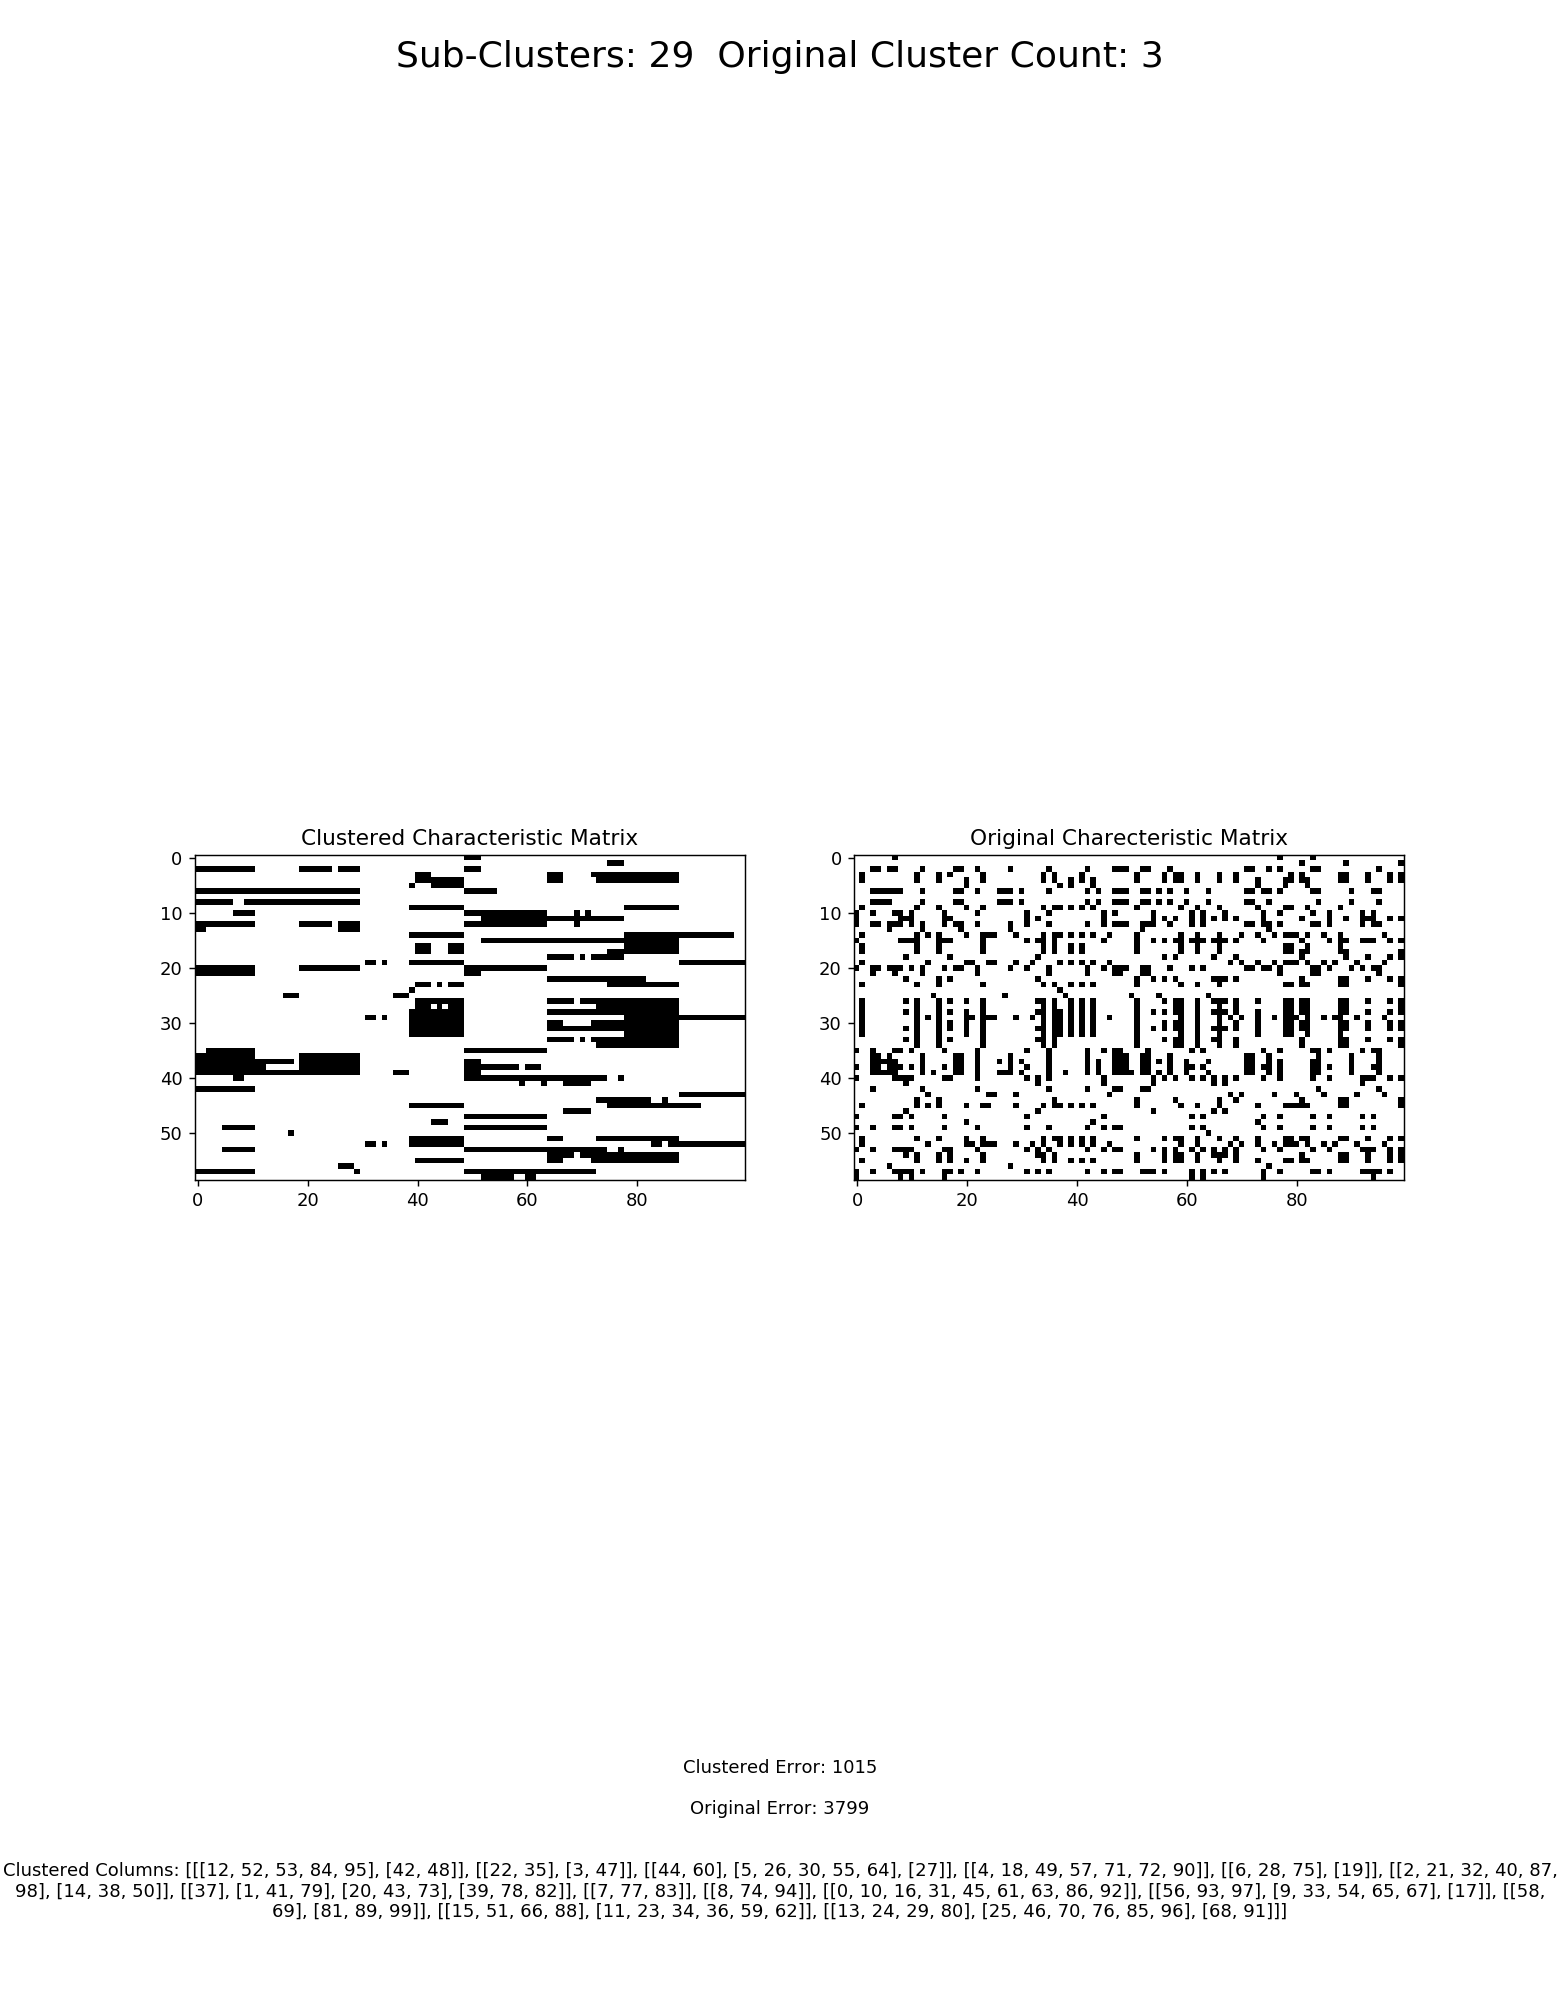 Sub-Clusters: 29  Original Cluster Count: 3
Clustered Characteristic Matrix
0
10
20
30
40
50
0 20 40 60 80
Original Charecteristic Matrix
0
10
20
30
40
50
0 20 40 60 80
Clustered Error: 1015
Original Error: 3799
Clustered Columns: [[[12, 52, 53, 84, 95], [42, 48]], [[22, 35], [3, 47]], [[44, 60], [5, 26, 30, 55, 64], [27]], [[4, 18, 49, 57, 71, 72, 90]], [[6, 28, 75], [19]], [[2, 21, 32, 40, 87,
98], [14, 38, 50]], [[37], [1, 41, 79], [20, 43, 73], [39, 78, 82]], [[7, 77, 83]], [[8, 74, 94]], [[0, 10, 16, 31, 45, 61, 63, 86, 92]], [[56, 93, 97], [9, 33, 54, 65, 67], [17]], [[58,
69], [81, 89, 99]], [[15, 51, 66, 88], [11, 23, 34, 36, 59, 62]], [[13, 24, 29, 80], [25, 46, 70, 76, 85, 96], [68, 91]]]